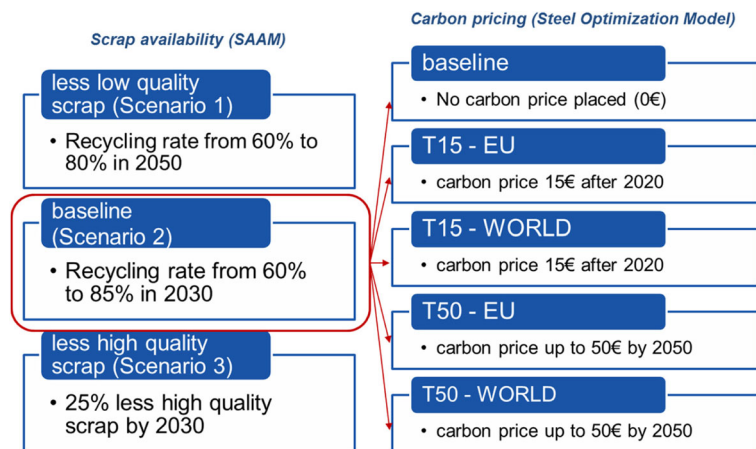 Scrap availability (SAAM)
less low quality
scrap (Scenario 1)
• Recycling rate from 60% to
80% in 2050
baseline
(Scenario 2)
• Recycling rate from 60%
to 85% in 2030
less high quality
scrap (Scenario 3)
• 25% less high quality
scrap by 2030
Carbon pricing (Steel Optimization Model)
baseline
• No carbon price placed (0€)
T15 - EU
• carbon price 15€ after 2020
T15 - WORLD
• carbon price 15€ after 2020
T50 - EU
• carbon price up to 50€ by 2050
T50 - WORLD
• carbon price up to 50€ by 2050